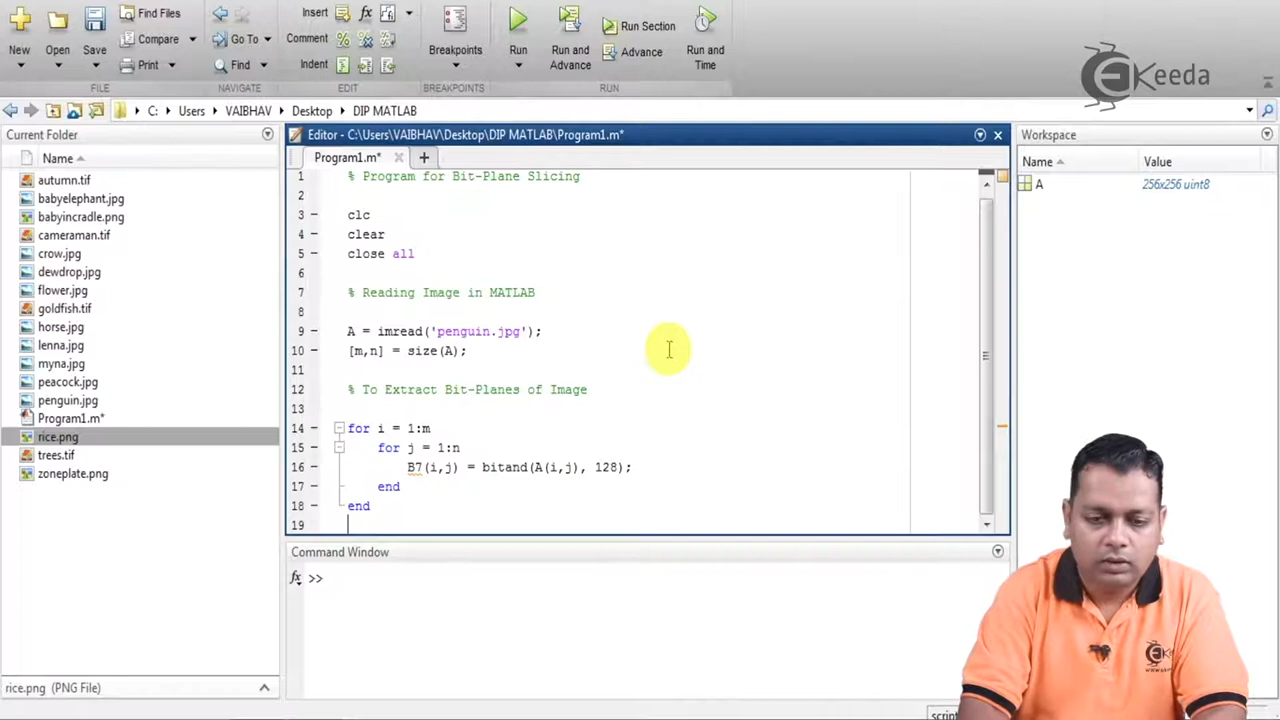 New
Open
Save
Find Files
Compare
Print
FILE
Go To
Find
NAVIGATE
Insert
Comment
Indent
fx
EDIT
Breakpoints
BREAKPOINTS
Run
Run and Advance
Run Section
Advance
Run and Time
RUN
EKeeda
C: Users VAIBHAV Desktop DIP MATLAB
Current Folder
Name
autumn.tif
babyelephant.jpg
babyincradle.png
cameraman.tif
crow.jpg
dewdrop.jpg
flower.jpg
goldfish.tif
horse.jpg
lenna.jpg
myna.jpg
peacock.jpg
penguin.jpg
Program1.m*
rice.png
trees.tif
zoneplate.png
rice.png (PNG File)
Editor - C:\Users\VAIBHAV\Desktop\DIP MATLAB\Program1.m*
Program1.m*
1 % Program for Bit-Plane Slicing
2
3 clc
4 clear
5 close all
6
7 % Reading Image in MATLAB
8
9 A = imread('penguin.jpg');
10 [m,n] = size(A);
11
12 % To Extract Bit-Planes of Image
13
14 for i = 1:m
15 for j = 1:n
16 B7(i,j) = bitand(A(i,j), 128);
17 end
18 end
19
Command Window
fx >>
Workspace
Name Value
A 256x256 uint8